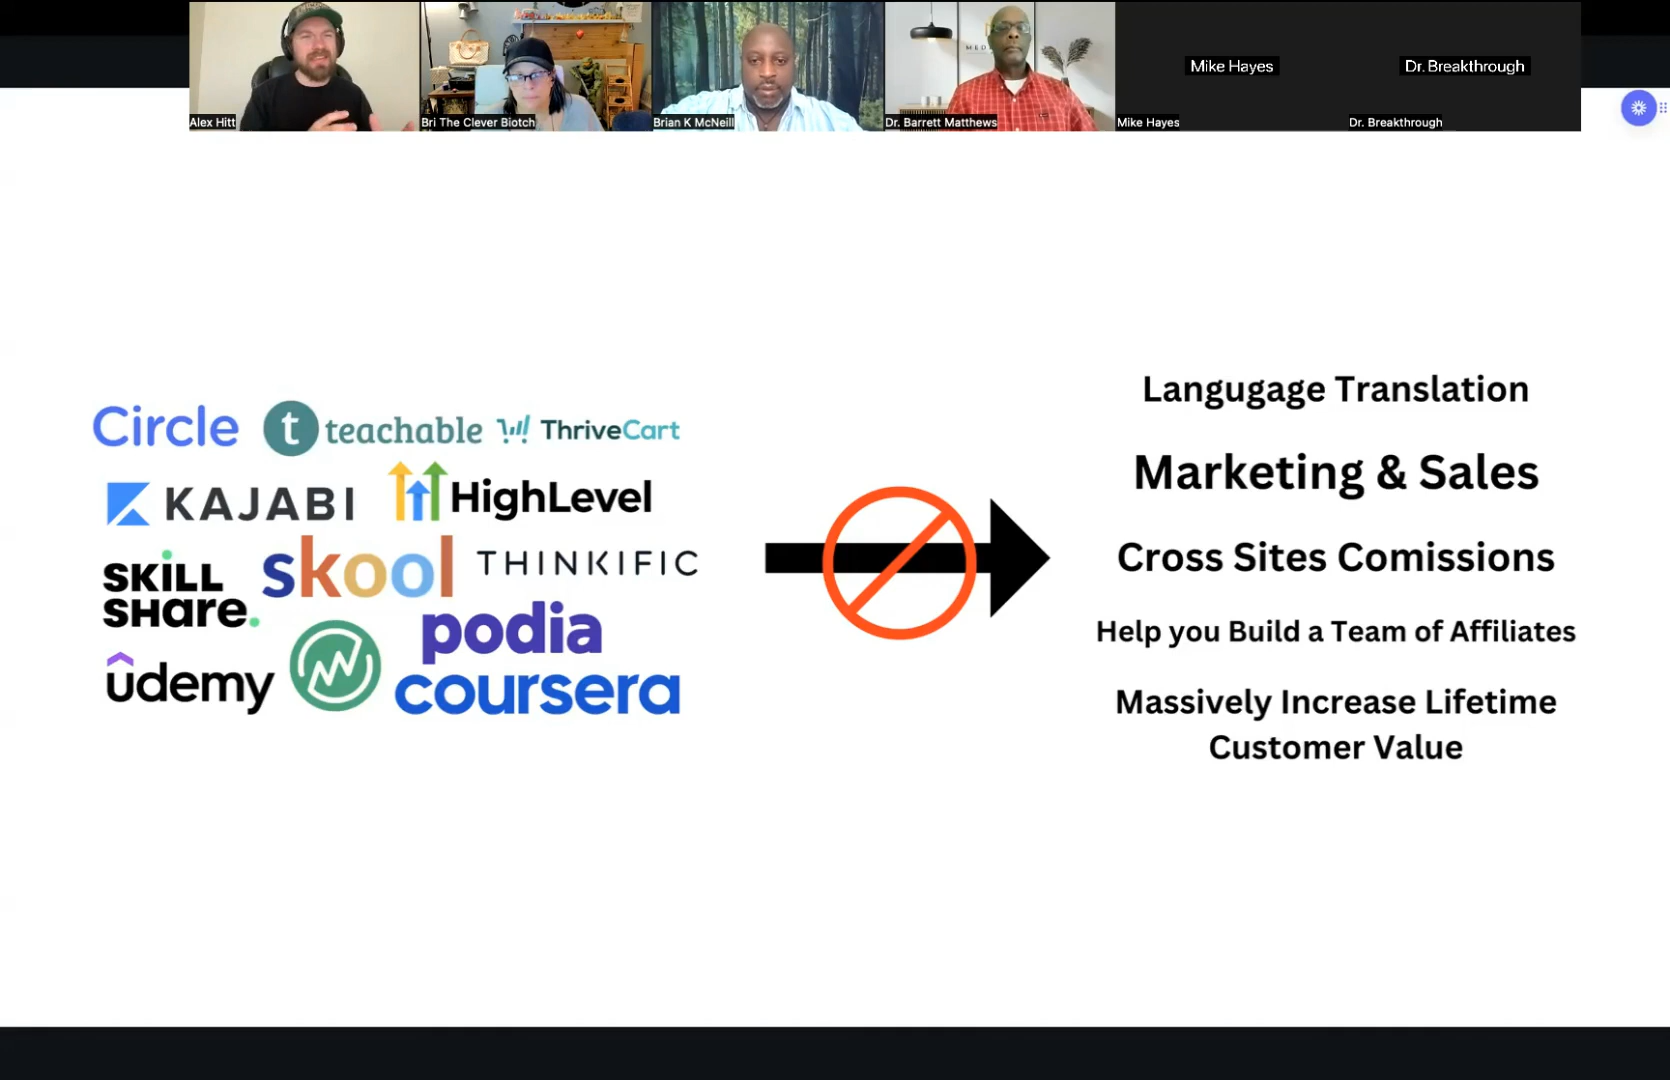 Mike Hayes
Dr. Breakthrough
Alex Hitt
Bri The Clever Biotch
Brian K McNeill
Dr. Barrett Matthews
Mike Hayes
Dr. Breakthrough
Circle
t teachable
ThriveCart
KAJABI
HighLevel
SKILL
SHare.
skool
THINKIFIC
podia
udemy
coursera
Langugage Translation
Marketing & Sales
Cross Sites Comissions
Help you Build a Team of Affiliates
Massively Increase Lifetime
Customer Value